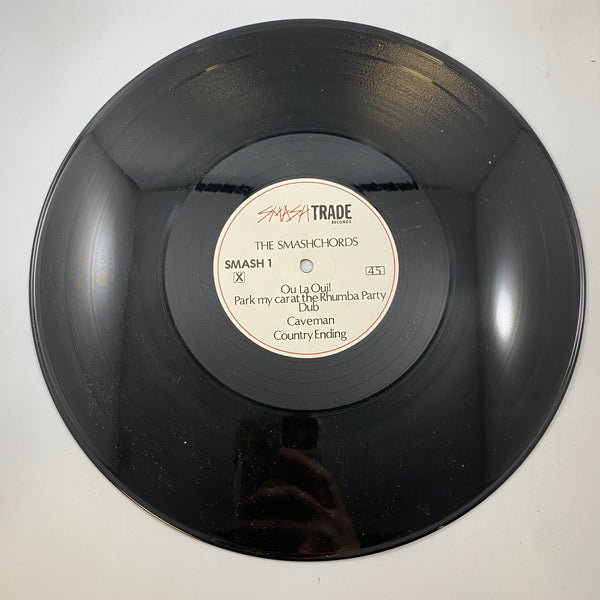 SMASH TRADE
RECORDS
THE SMASHCHORDS
SMASH 1
X
45
Ou La Oui!
Park my car at the Rhumba Party
Dub
Caveman
Country Ending